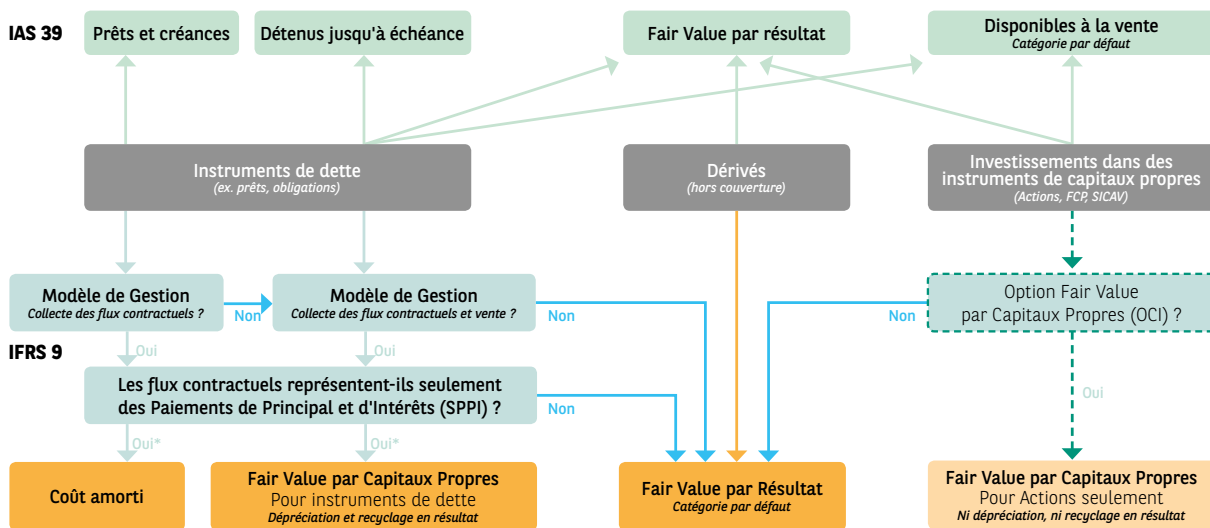 IAS 39
Prêts et créances
Détenus jusqu'à échéance
Fair Value par résultat
Disponibles à la vente
Catégorie par défaut
Instruments de dette
(ex. prêts, obligations)
Dérivés
(hors couverture)
Investissements dans des
instruments de capitaux propres
(Actions, FCP, SICAV)
Modèle de Gestion
Collecte des flux contractuels ?
Non
Modèle de Gestion
Collecte des flux contractuels et vente ?
Non
Non
Option Fair Value
par Capitaux Propres (OCI) ?
IFRS 9
Oui
Oui
Les flux contractuels représentent-ils seulement
des Paiements de Principal et d'Intérêts (SPPI) ?
Non
Oui
Oui*
Oui*
Coût amorti
Fair Value par Capitaux Propres
Pour instruments de dette
Dépréciation et recyclage en résultat
Fair Value par Résultat
Catégorie par défaut
Fair Value par Capitaux Propres
Pour Actions seulement
Ni dépréciation, ni recyclage en résultat